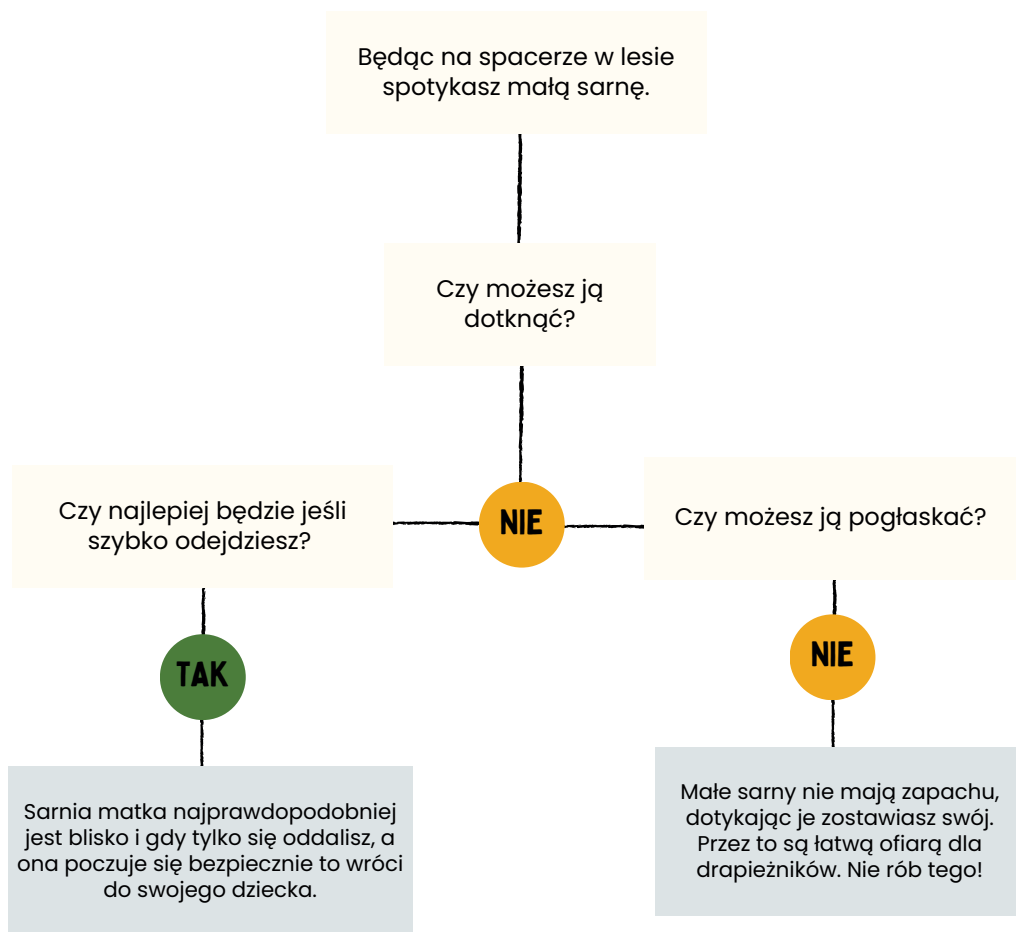 Będąc na spacerze w lesie
spotykasz małą sarnę.
Czy możesz ją
dotknąć?
NIE
Czy najlepiej będzie jeśli
szybko odejdziesz?
Czy możesz ją pogłaskać?
TAK
NIE
Sarnia matka najprawdopodobniej
jest blisko i gdy tylko się oddalisz, a
ona poczuje się bezpiecznie to wróci
do swojego dziecka.
Małe sarny nie mają zapachu,
dotykając je zostawiasz swój.
Przez to są łatwą ofiarą dla
drapieżników. Nie rób tego!